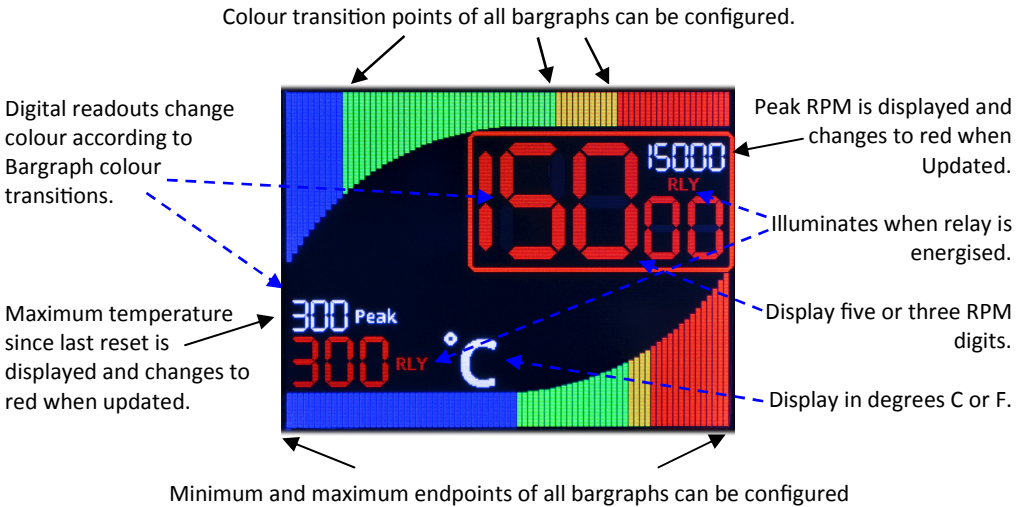 Colour transition points of all bargraphs can be configured.
Digital readouts change
colour according to
Bargraph colour
transitions.
Peak RPM is displayed and
changes to red when
Updated.
15000
RLY
15000
Illuminates when relay is
energised.
Display five or three RPM
digits.
Maximum temperature
since last reset is
displayed and changes to
red when updated.
300 Peak
300 RLY °C
Display in degrees C or F.
Minimum and maximum endpoints of all bargraphs can be configured